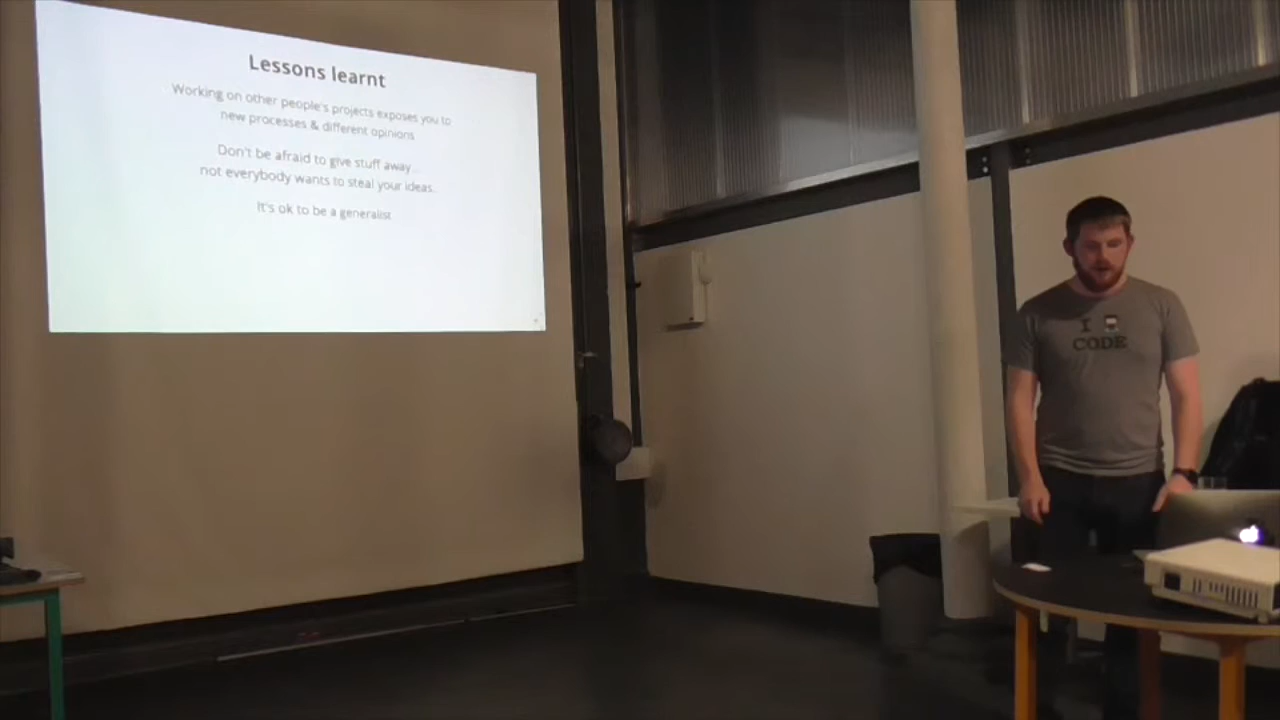 Lessons learnt
Working on other people's projects exposes you to
new processes & different opinions
Don't be afraid to give stuff away...
not everybody wants to steal your ideas.
It's ok to be a generalist
I
CODE